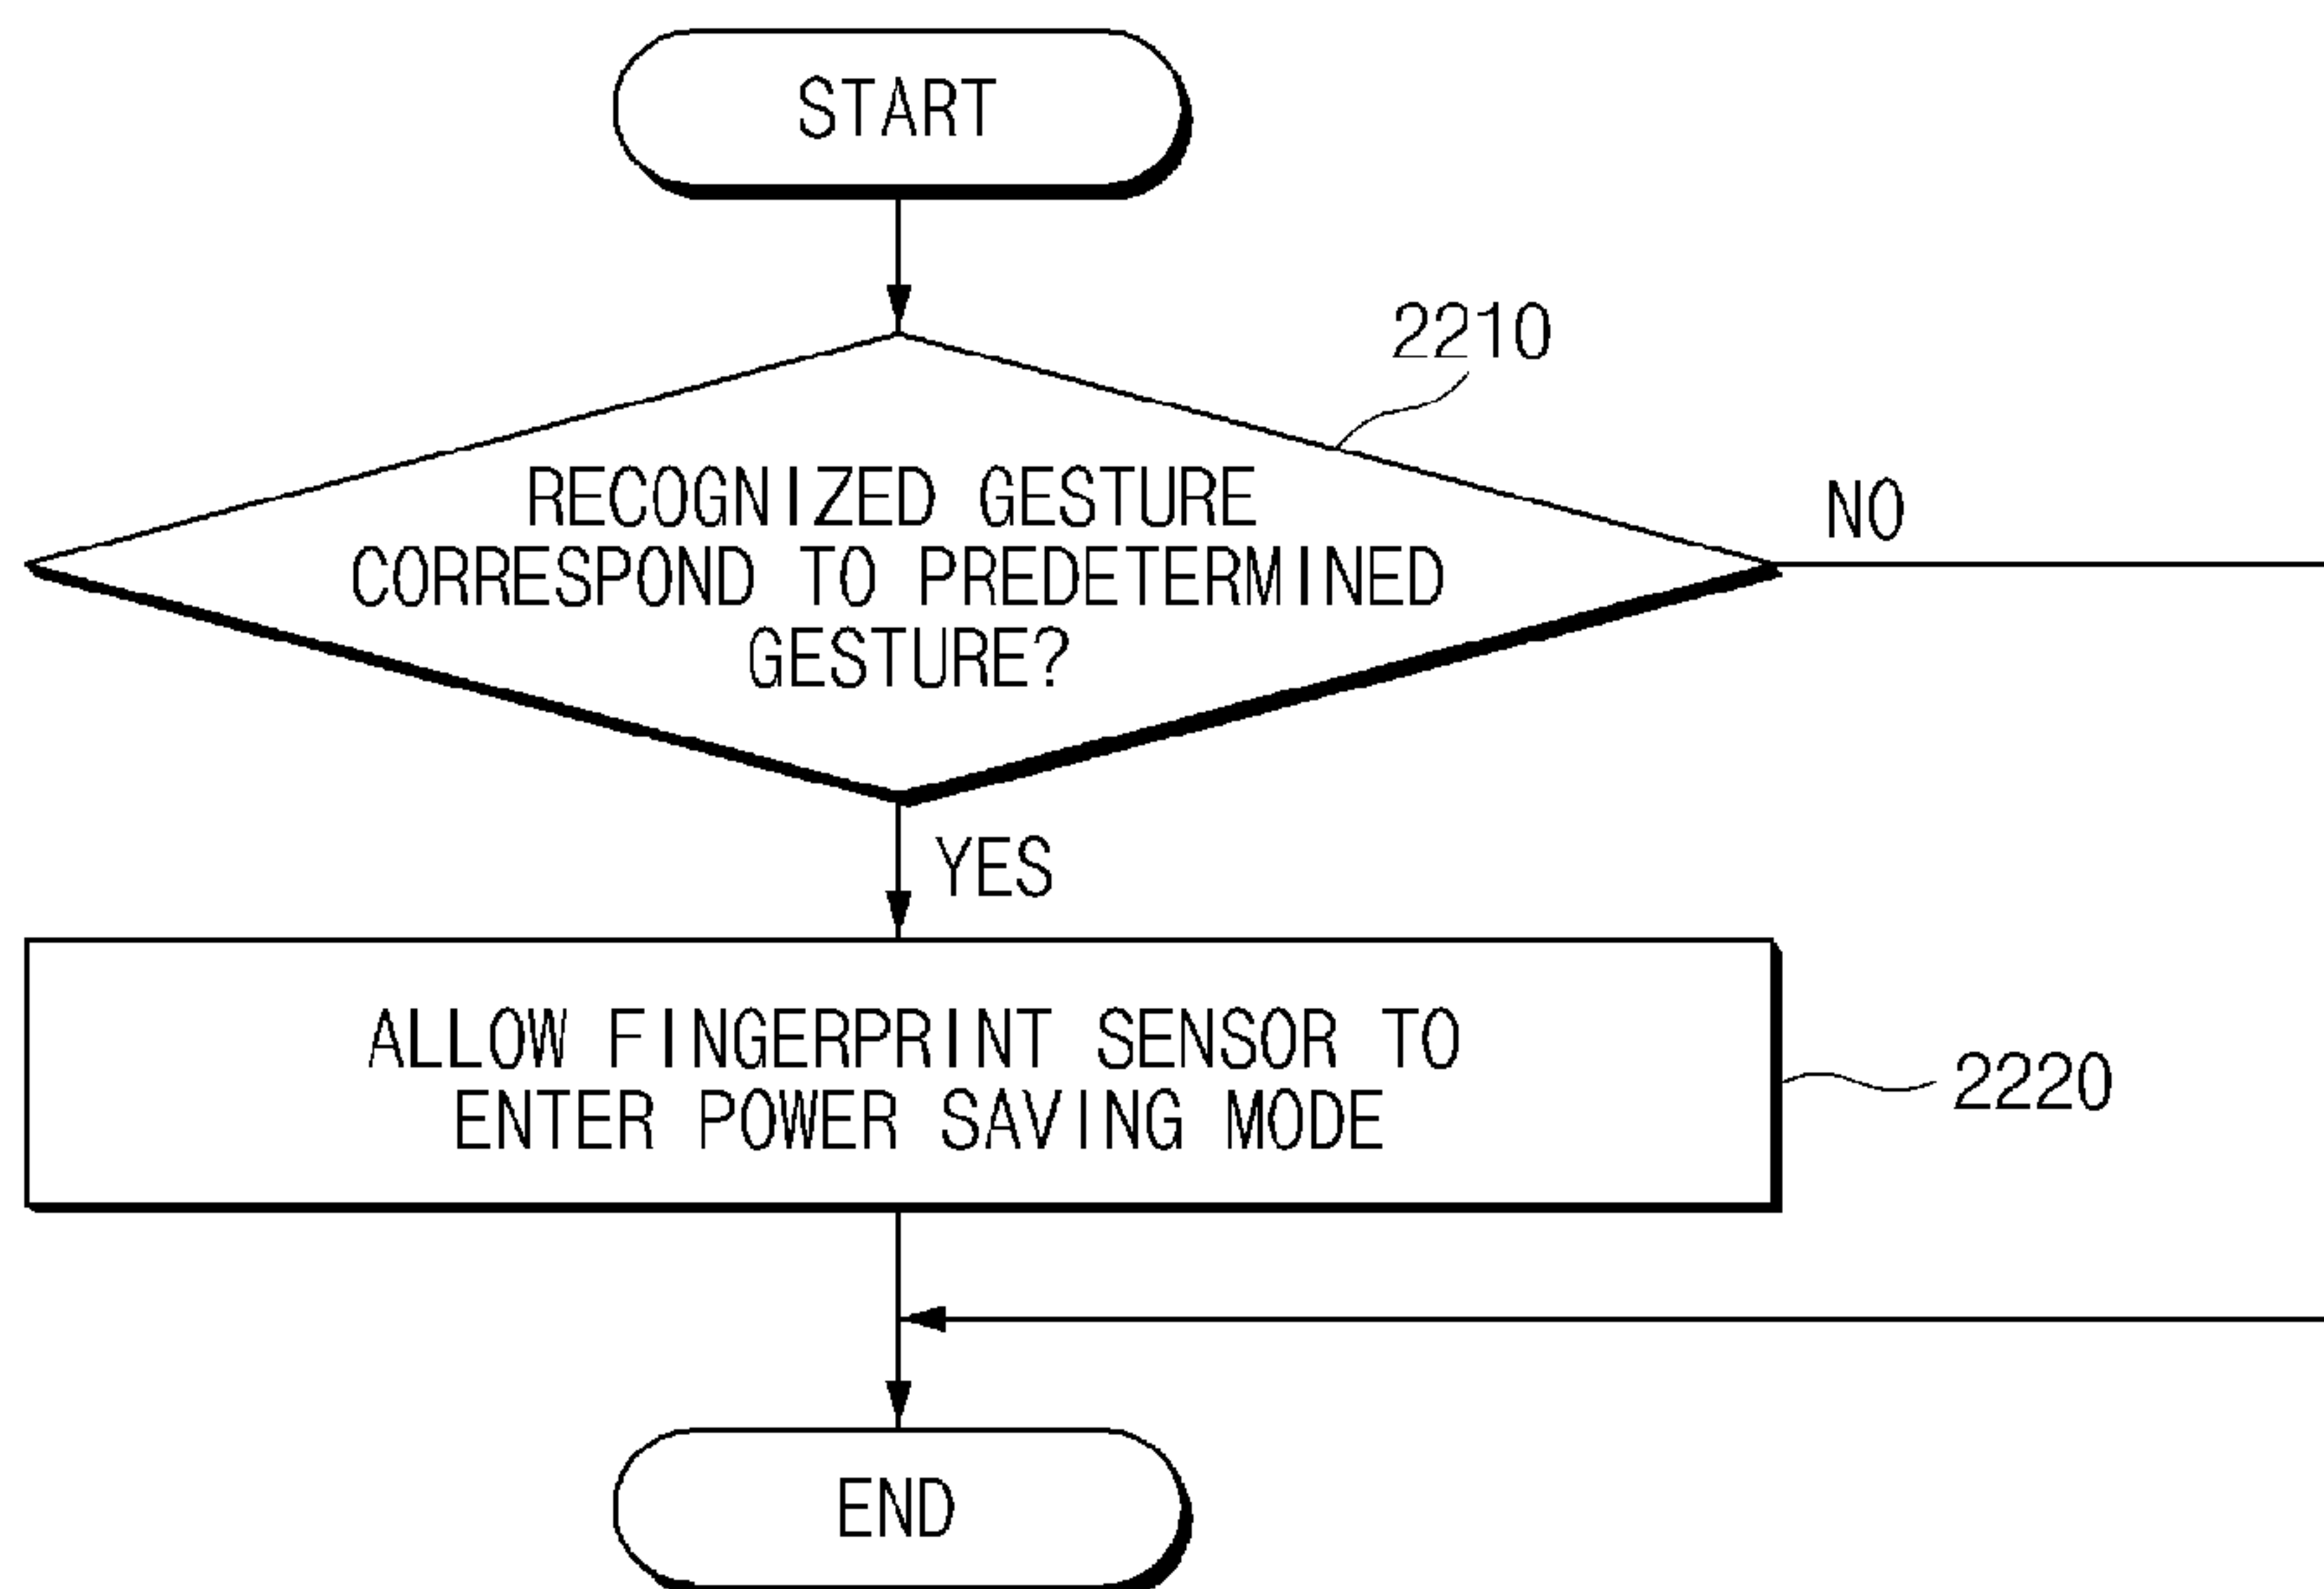 START
2210
RECOGNIZED GESTURE
CORRESPOND TO PREDETERMINED
GESTURE?
NO
YES
ALLOW FINGERPRINT SENSOR TO
ENTER POWER SAVING MODE
2220
END